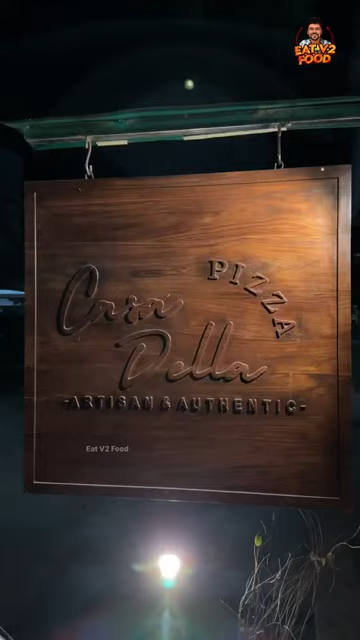 EAT V2
FOOD
Casa
PIZZA
Della
-ARTISAN & AUTHENTIC-
Eat V2 Food